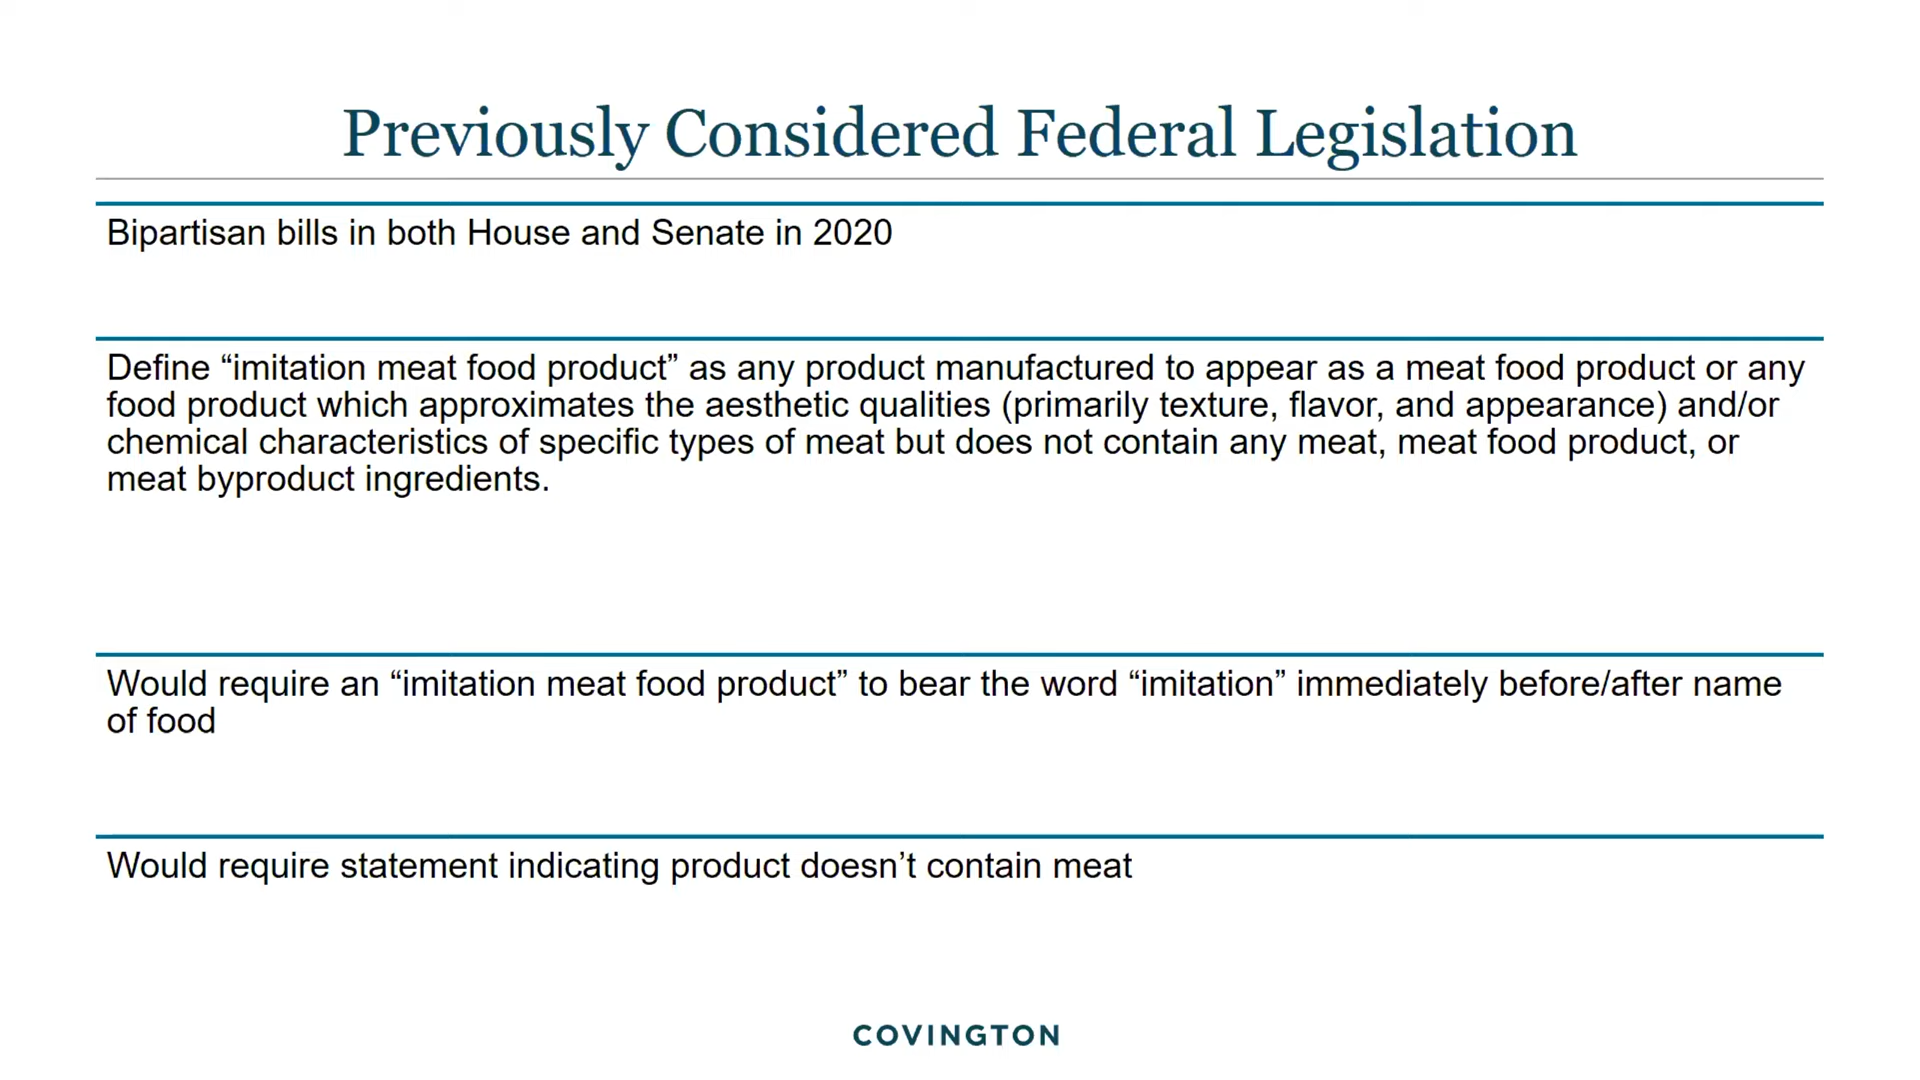 Previously Considered Federal Legislation
Bipartisan bills in both House and Senate in 2020
Define “imitation meat food product” as any product manufactured to appear as a meat food product or any
food product which approximates the aesthetic qualities (primarily texture, flavor, and appearance) and/or
chemical characteristics of specific types of meat but does not contain any meat, meat food product, or
meat byproduct ingredients.
Would require an “imitation meat food product” to bear the word “imitation” immediately before/after name
of food
Would require statement indicating product doesn’t contain meat
COVINGTON